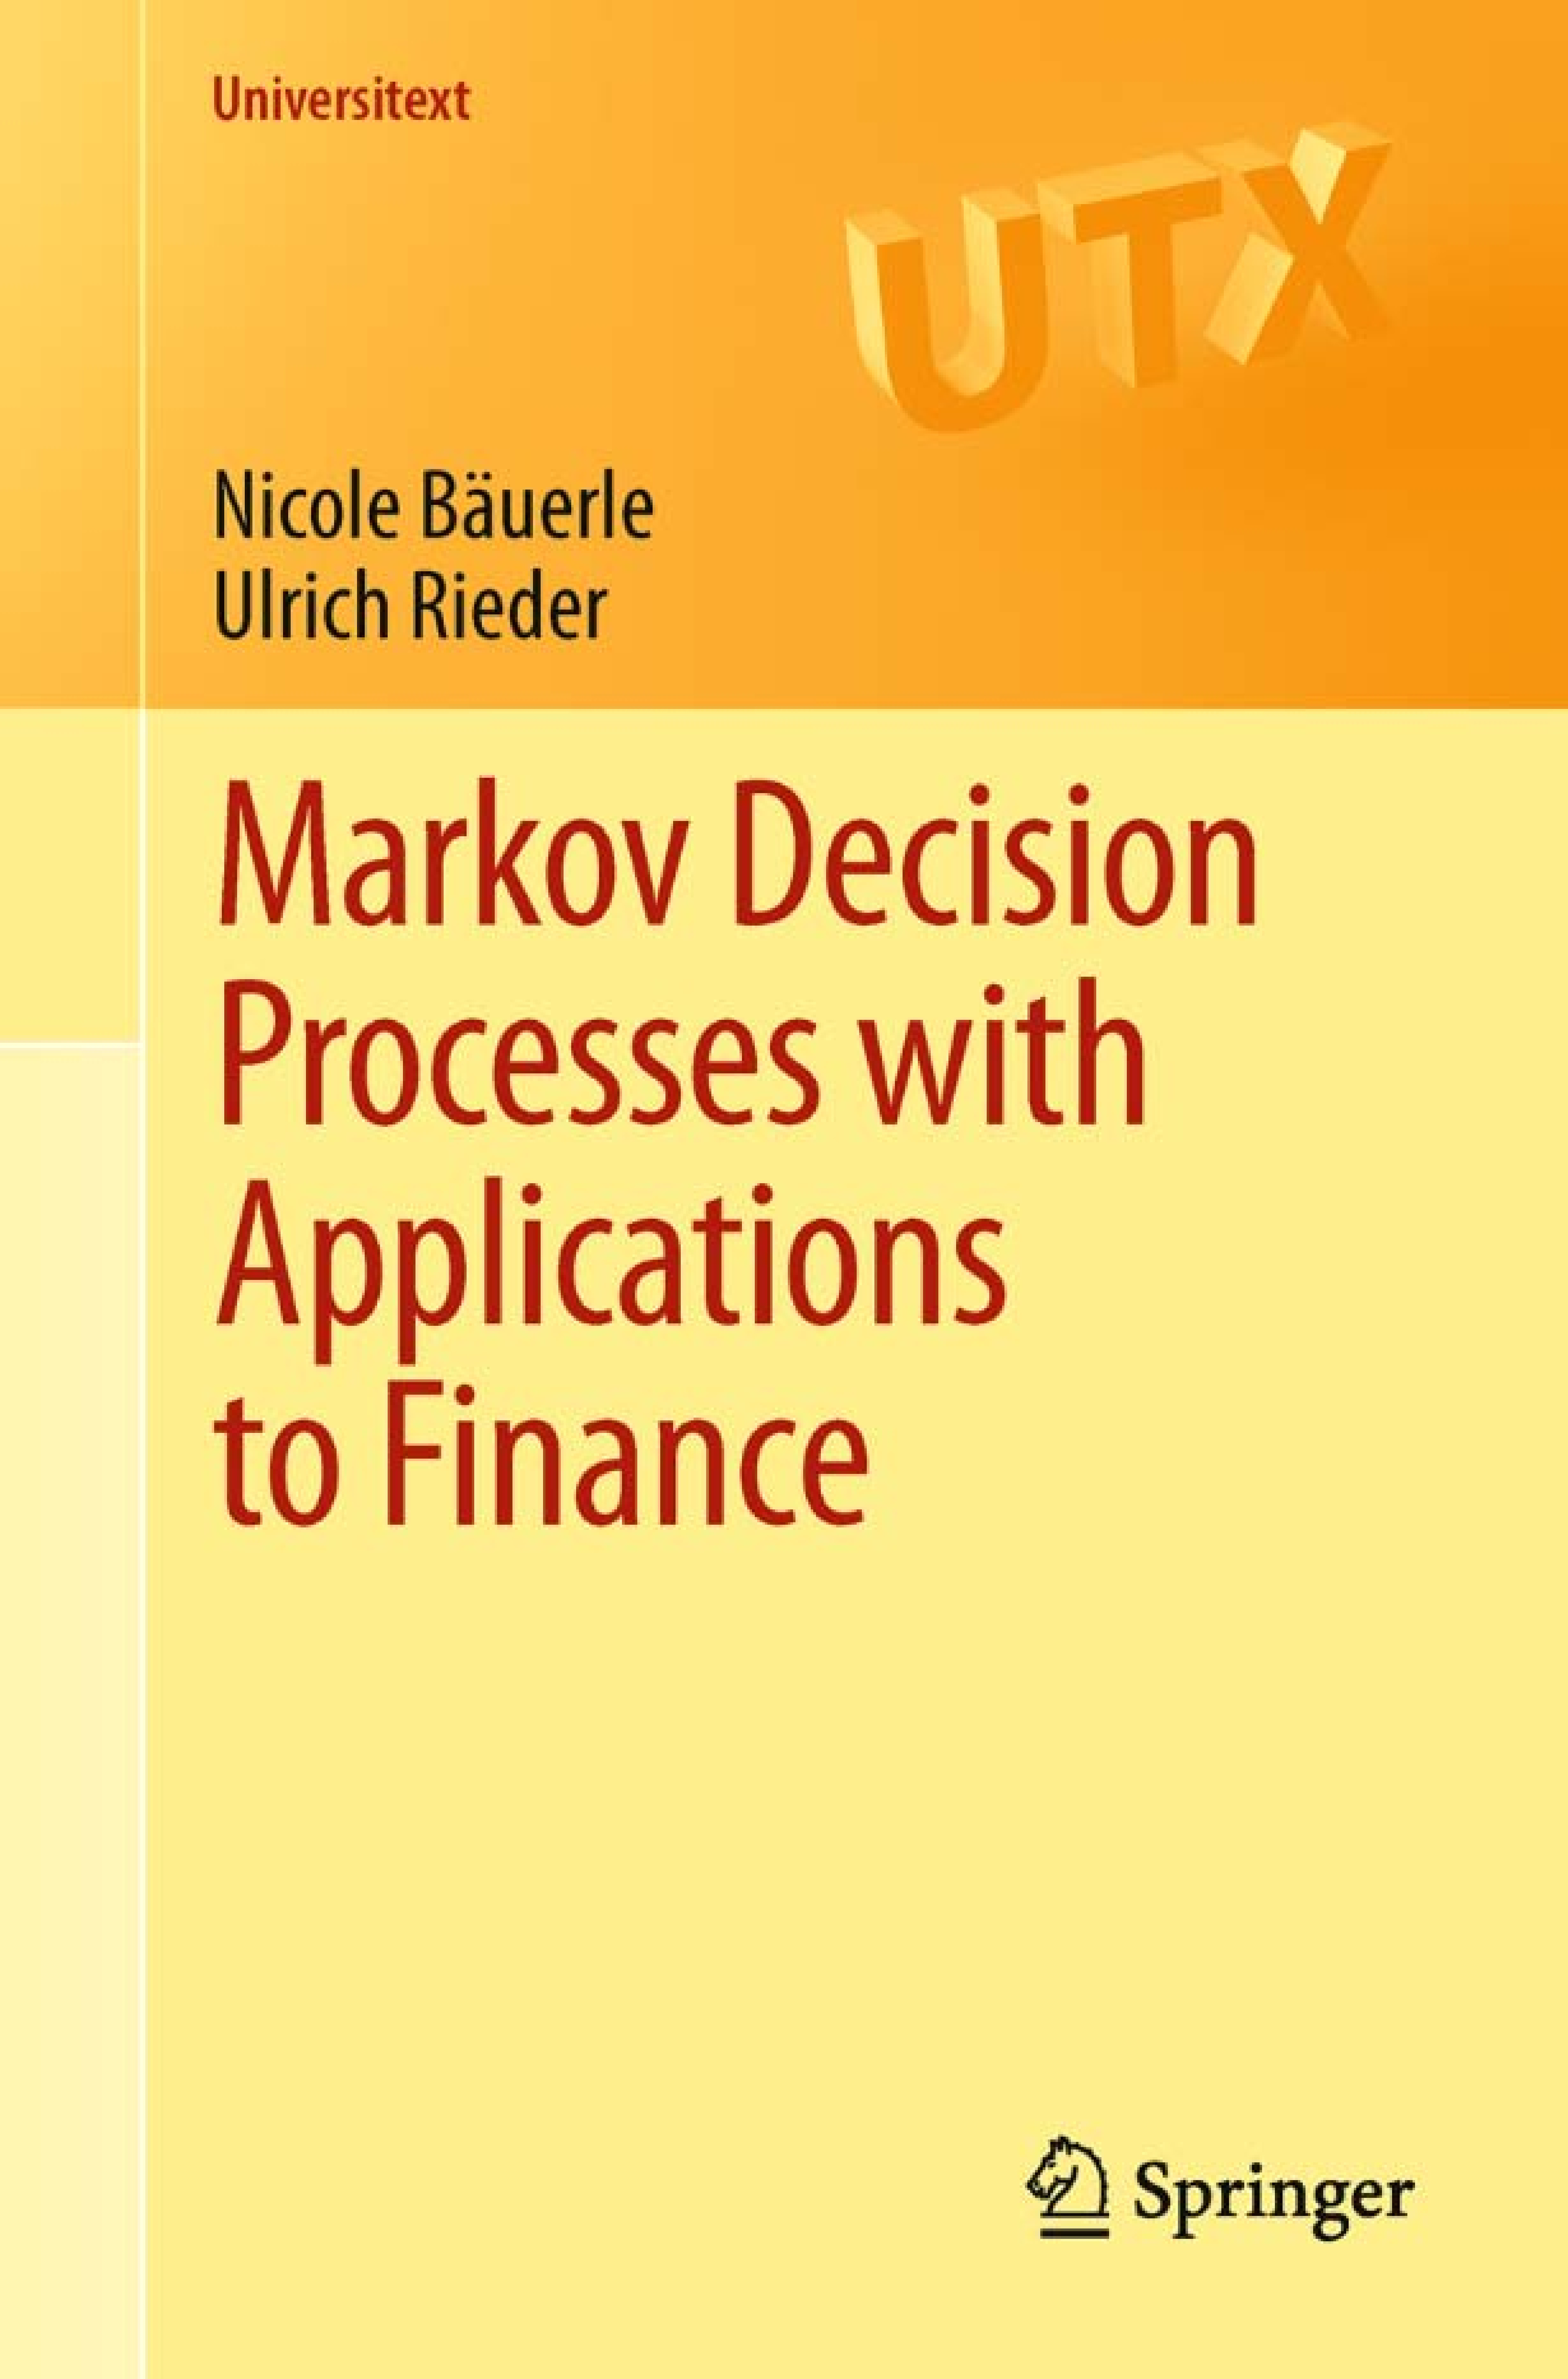 Universitext
UTX
Nicole Bäuerle
Ulrich Rieder
Markov Decision
Processes with
Applications
to Finance
Springer